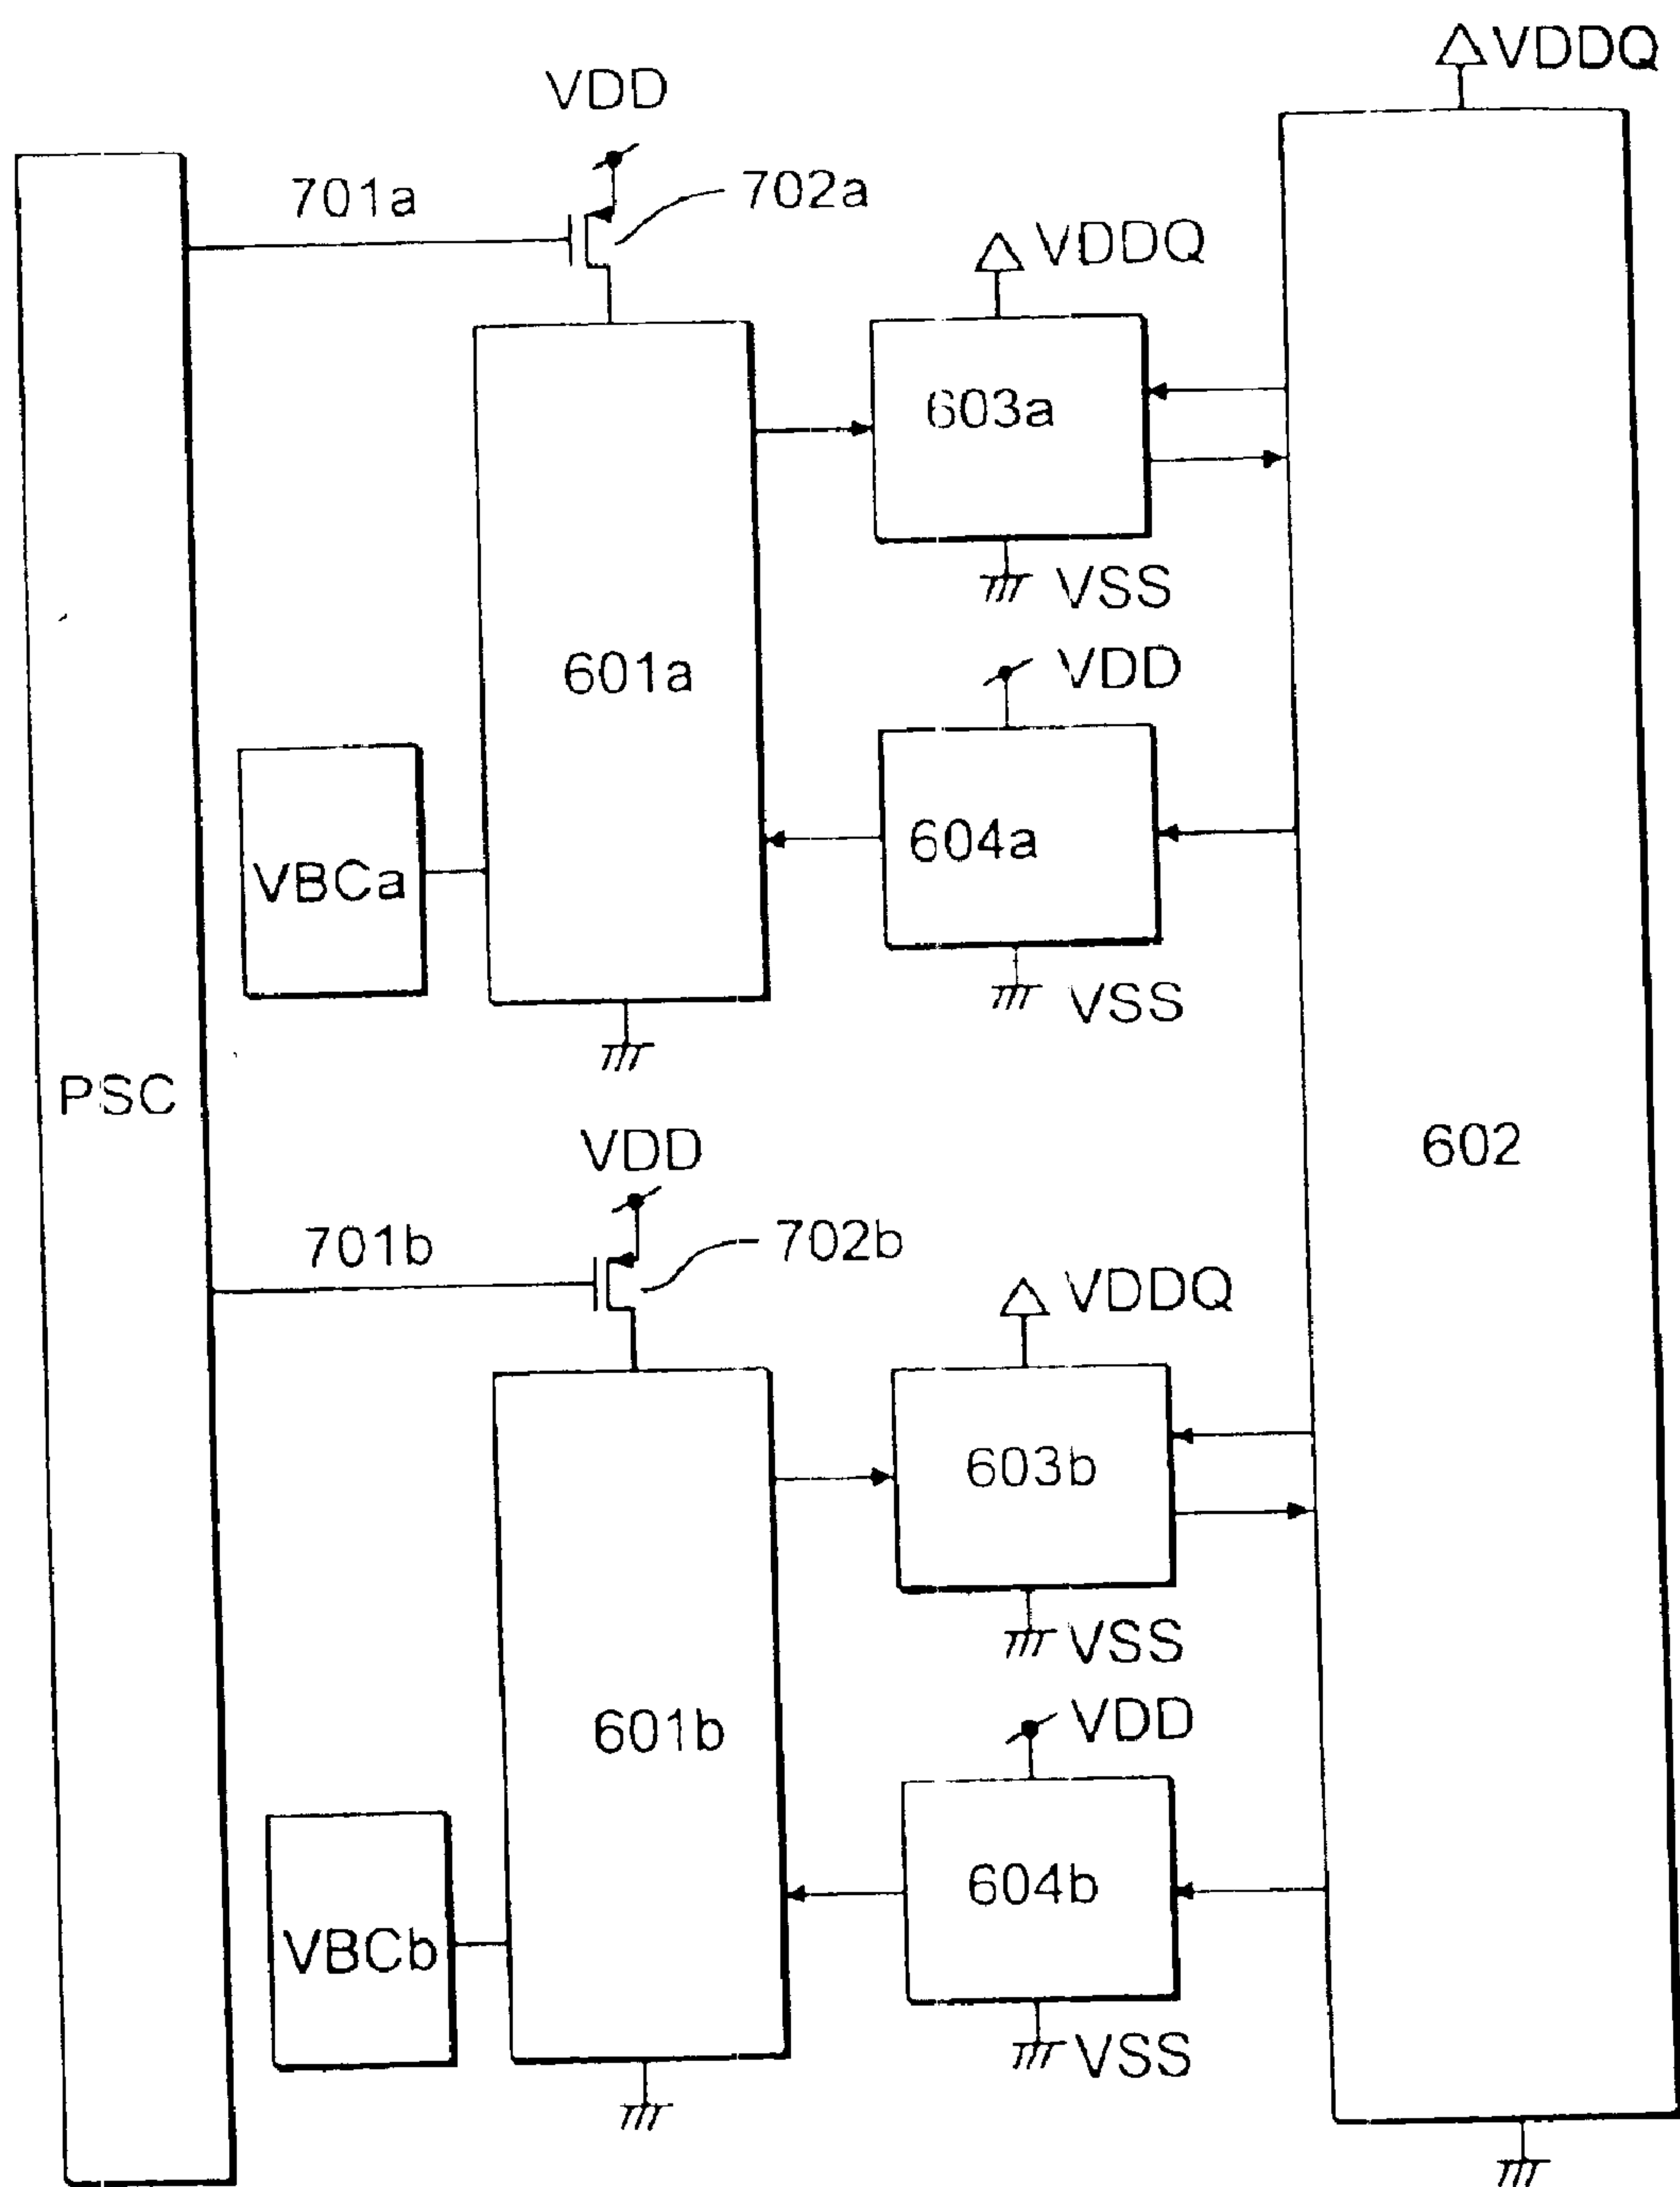 VDDQ
VDD
701a
702a
VDDQ
603a
VSS
VDD
601a
604a
VBCa
VSS
PSC
VDD
602
701b
702b
VDDQ
603b
VSS
VDD
601b
604b
VBCb
VSS